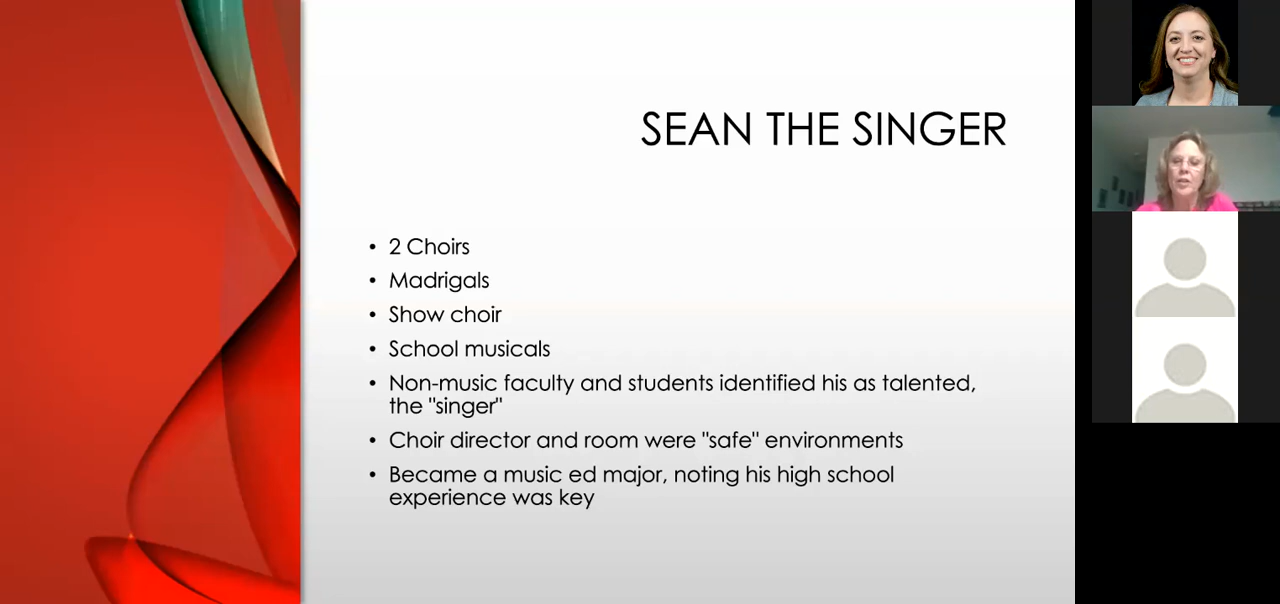 SEAN THE SINGER
• 2 Choirs
• Madrigals
• Show choir
• School musicals
• Non-music faculty and students identified his as talented,
the "singer"
• Choir director and room were "safe" environments
• Became a music ed major, noting his high school
experience was key